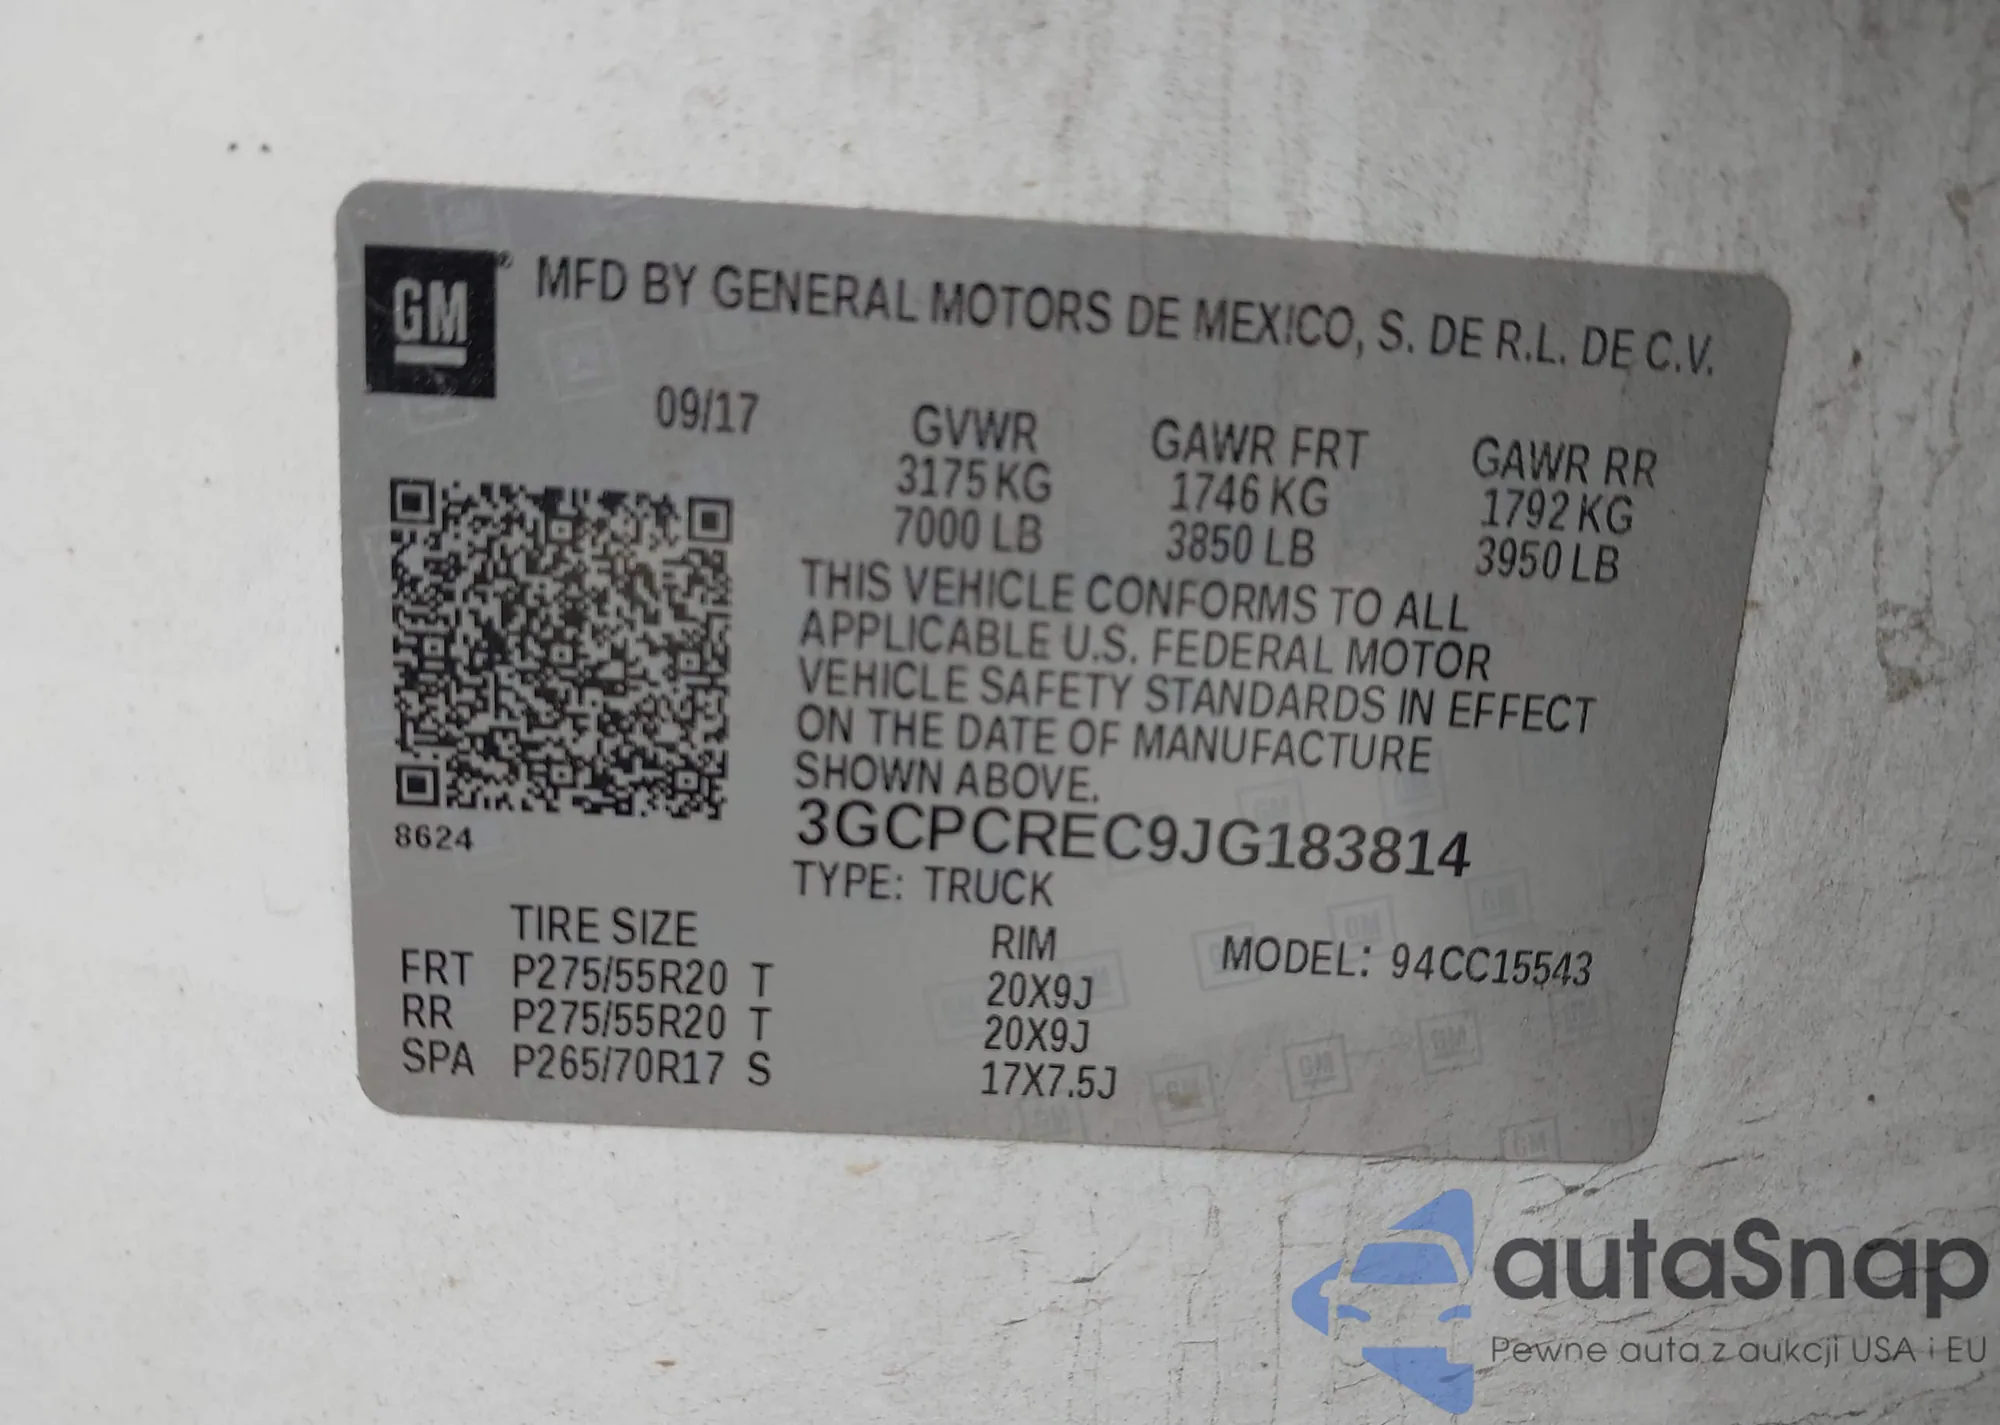 GM® MFD BY GENERAL MOTORS DE MEXICO, S. DE R.L. DE C.V.
09/17 GVWR GAWR FRT GAWR RR
3175 KG 1746 KG 1792 KG
7000 LB 3850 LB 3950 LB
THIS VEHICLE CONFORMS TO ALL
APPLICABLE U.S. FEDERAL MOTOR
VEHICLE SAFETY STANDARDS IN EFFECT
ON THE DATE OF MANUFACTURE
SHOWN ABOVE.
8624 3GCPCREC9JG183814
TYPE: TRUCK
TIRE SIZE RIM MODEL: 94CC15543
FRT P275/55R20 T 20X9J
RR P275/55R20 T 20X9J
SPA P265/70R17 S 17X7.5J
autaSnap
Pewne auta z aukcji USA i EU